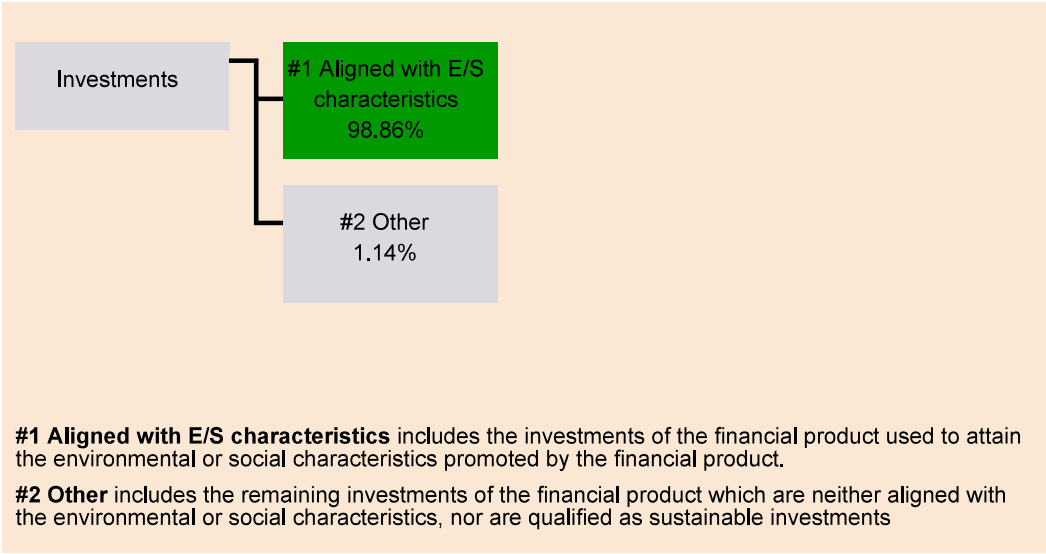 Investments
#1 Aligned with E/S
characteristics
98.86%
#2 Other
1.14%
#1 Aligned with E/S characteristics includes the investments of the financial product used to attain
the environmental or social characteristics promoted by the financial product.
#2 Other includes the remaining investments of the financial product which are neither aligned with
the environmental or social characteristics, nor are qualified as sustainable investments